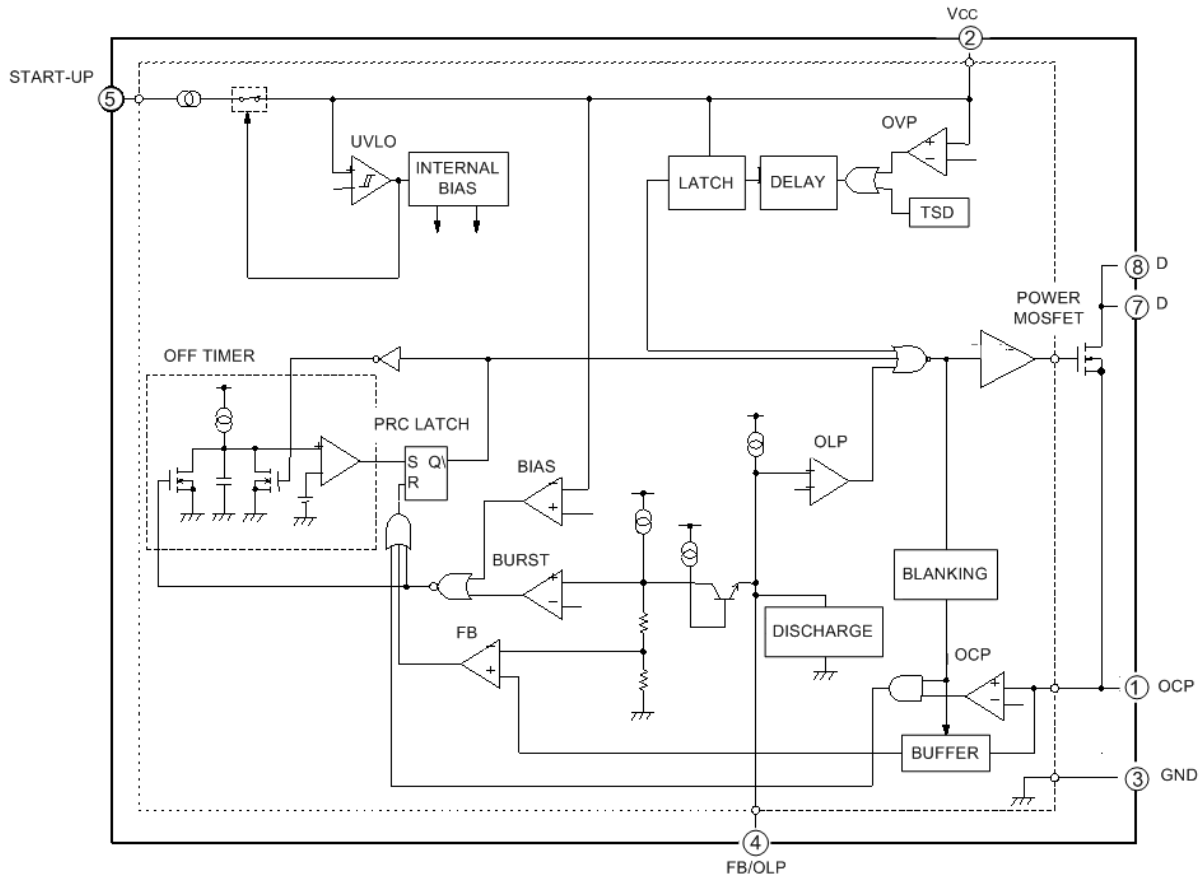 VCC
2
START-UP
5
OVP
+
−
UVLO
+
−
INTERNAL
BIAS
LATCH
DELAY
TSD
8 D
7 D
POWER
MOSFET
OFF TIMER
PRC LATCH
S Q\
R
+
BIAS
−
+
OLP
+
−
BURST
+
−
BLANKING
FB
−
+
DISCHARGE
OCP
+
−
1 OCP
BUFFER
3 GND
4
FB/OLP